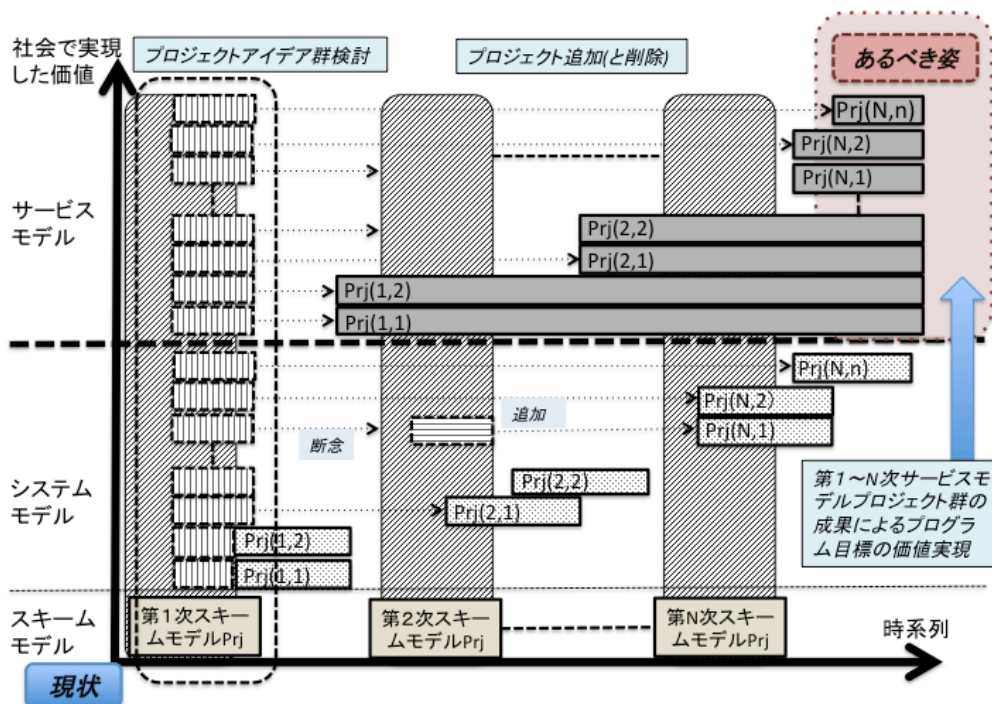 社会で実現
した価値
プロジェクトアイデア群検討
プロジェクト追加(と削除)
あるべき姿
Prj(N,n)
Prj(N,2)
Prj(N,1)
サービス
モデル
Prj(2,2)
Prj(2,1)
Prj(1,2)
Prj(1,1)
Prj(N,n)
Prj(N,2)
追加
Prj(N,1)
断念
システム
モデル
Prj(2,2)
Prj(2,1)
Prj(1,2)
Prj(1,1)
第1〜N次サービスモ
デルプロジェクト群の
成果によるプログラ
ム目標の価値実現
スキーム
モデル
第1次スキー
ムモデルPrj
第2次スキー
ムモデルPrj
第N次スキー
ムモデルPrj
時系列
現状